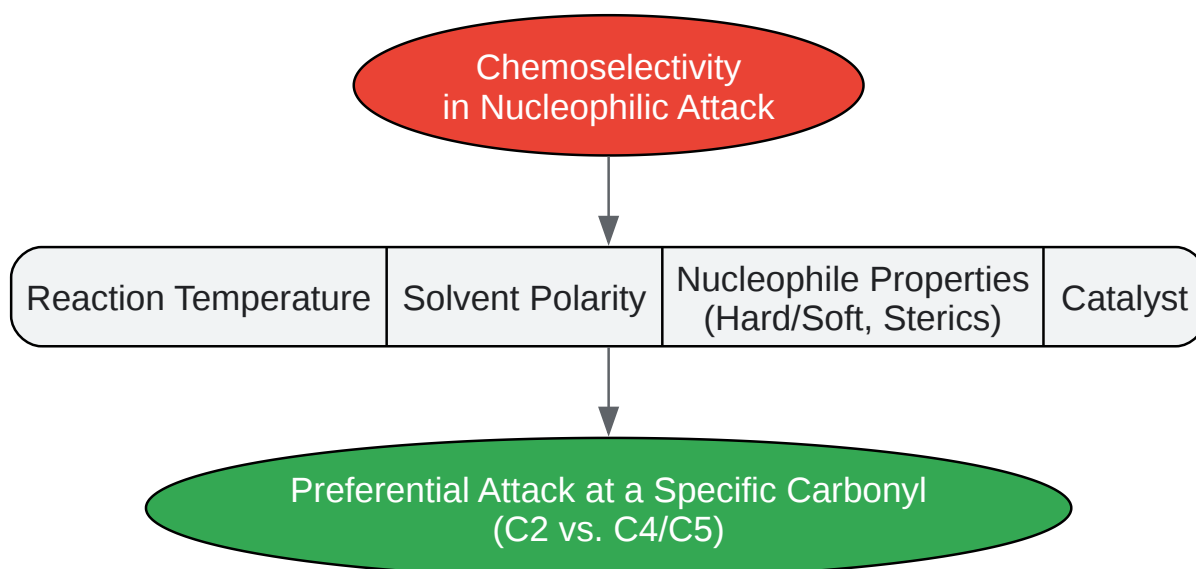 Chemoselectivity
in Nucleophilic Attack
Reaction Temperature
Solvent Polarity
Nucleophile Properties
(Hard/Soft, Sterics)
Catalyst
Preferential Attack at a Specific Carbonyl
(C2 vs. C4/C5)